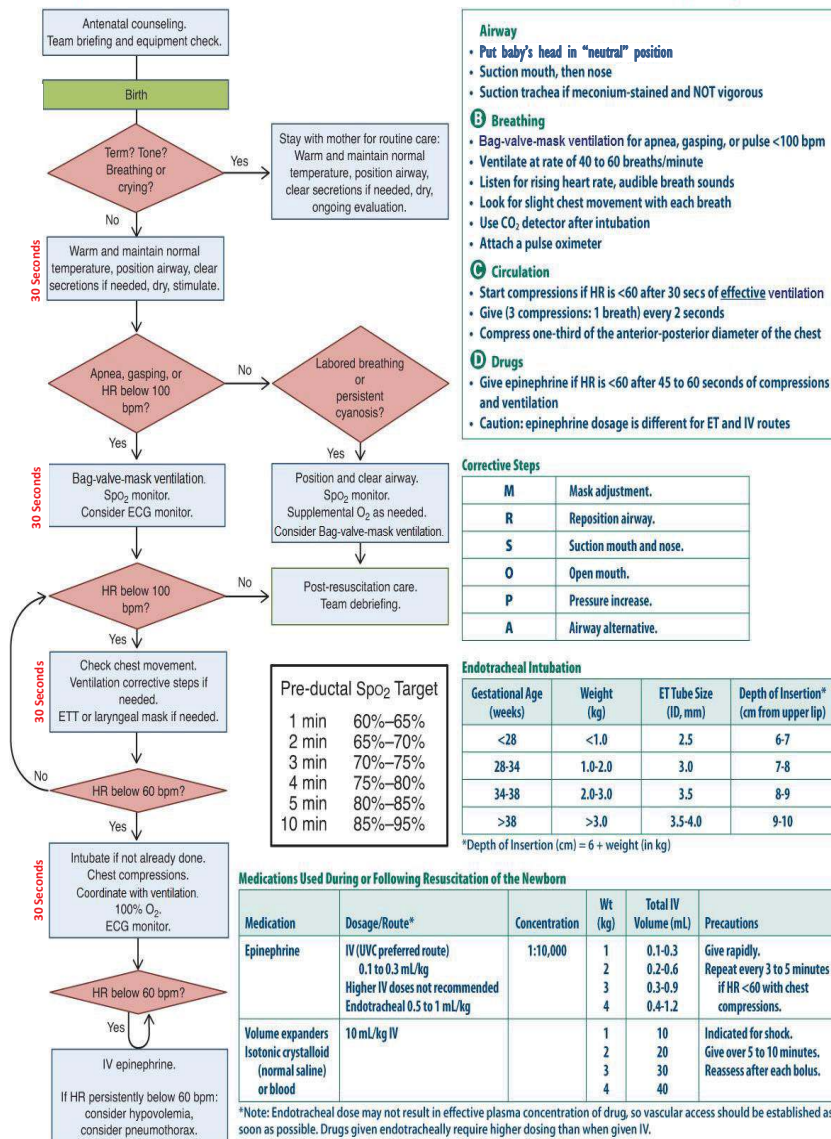 Antenatal counseling.
Team briefing and equipment check.
Birth
Term? Tone?
Breathing or
crying?
Yes
Stay with mother for routine care:
Warm and maintain normal
temperature, position airway,
clear secretions if needed, dry,
ongoing evaluation.
No
30 Seconds
Warm and maintain normal
temperature, position airway, clear
secretions if needed, dry, stimulate.
Apnea, gasping, or
HR below 100
bpm?
No
Labored breathing
or
persistent
cyanosis?
Yes
Yes
30 Seconds
Bag-valve-mask ventilation.
SpO₂ monitor.
Consider ECG monitor.
Position and clear airway.
SpO₂ monitor.
Supplemental O₂ as needed.
Consider Bag-valve-mask ventilation.
HR below 100
bpm?
No
Post-resuscitation care.
Team debriefing.
Yes
30 Seconds
Check chest movement.
Ventilation corrective steps if
needed.
ETT or laryngeal mask if needed.
No
HR below 60 bpm?
Yes
30 Seconds
Intubate if not already done.
Chest compressions.
Coordinate with ventilation.
100% O₂.
ECG monitor.
HR below 60 bpm?
Yes
IV epinephrine.
If HR persistently below 60 bpm:
consider hypovolemia,
consider pneumothorax.
Pre-ductal SpO₂ Target
1 min 60%–65%
2 min 65%–70%
3 min 70%–75%
4 min 75%–80%
5 min 80%–85%
10 min 85%–95%
Airway
• Put baby's head in “neutral” position
• Suction mouth, then nose
• Suction trachea if meconium-stained and NOT vigorous
B Breathing
• Bag-valve-mask ventilation for apnea, gasping, or pulse <100 bpm
• Ventilate at rate of 40 to 60 breaths/minute
• Listen for rising heart rate, audible breath sounds
• Look for slight chest movement with each breath
• Use CO₂ detector after intubation
• Attach a pulse oximeter
C Circulation
• Start compressions if HR is <60 after 30 secs of effective ventilation
• Give (3 compressions: 1 breath) every 2 seconds
• Compress one-third of the anterior-posterior diameter of the chest
D Drugs
• Give epinephrine if HR is <60 after 45 to 60 seconds of compressions
and ventilation
• Caution: epinephrine dosage is different for ET and IV routes
Corrective Steps
M Mask adjustment.
R Reposition airway.
S Suction mouth and nose.
O Open mouth.
P Pressure increase.
A Airway alternative.
Endotracheal Intubation
Gestational Age Weight ET Tube Size Depth of Insertion*
(weeks) (kg) (ID, mm) (cm from upper lip)
<28 <1.0 2.5 6-7
28-34 1.0-2.0 3.0 7-8
34-38 2.0-3.0 3.5 8-9
>38 >3.0 3.5-4.0 9-10
*Depth of Insertion (cm) = 6 + weight (in kg)
Medications Used During or Following Resuscitation of the Newborn
Wt Total IV
Medication Dosage/Route* Concentration (kg) Volume (mL) Precautions
Epinephrine IV (UVC preferred route) 1:10,000 1 0.1-0.3 Give rapidly.
0.1 to 0.3 mL/kg 2 0.2-0.6 Repeat every 3 to 5 minutes
Higher IV doses not recommended 3 0.3-0.9 if HR <60 with chest
Endotracheal 0.5 to 1 mL/kg 4 0.4-1.2 compressions.
Volume expanders 10 mL/kg IV 1 10 Indicated for shock.
Isotonic crystalloid 2 20 Give over 5 to 10 minutes.
(normal saline) 3 30 Reassess after each bolus.
or blood 4 40
*Note: Endotracheal dose may not result in effective plasma concentration of drug, so vascular access should be established as
soon as possible. Drugs given endotracheally require higher dosing than when given IV.